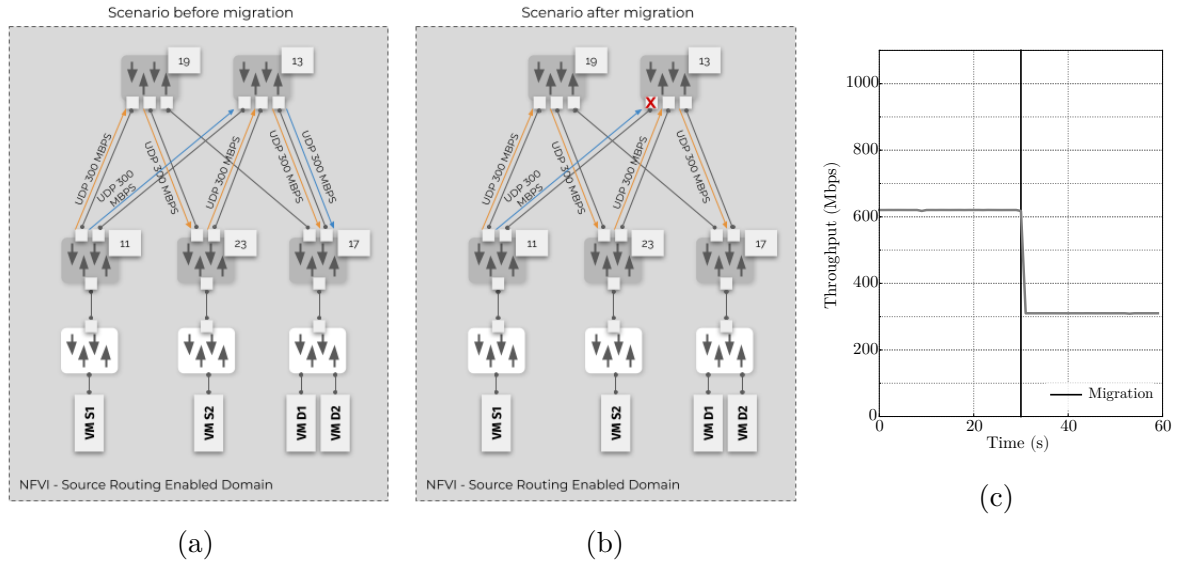 Scenario before migration
19
13
UDP 300 MBPS
UDP 300
MBPS
UDP 300 MBPS
UDP 300 MBPS
UDP 300 MBPS
UDP 300 MBPS
11
23
17
VM S1
VM S2
VM D1
VM D2
NFVI - Source Routing Enabled Domain
(a)
Scenario after migration
19
13
X
UDP 300 MBPS
UDP 300
MBPS
UDP 300 MBPS
UDP 300 MBPS
UDP 300 MBPS
11
23
17
VM S1
VM S2
VM D1
VM D2
NFVI - Source Routing Enabled Domain
(b)
Throughput (Mbps)
1000
800
600
400
200
0
Migration
0 20 40 60
Time (s)
(c)